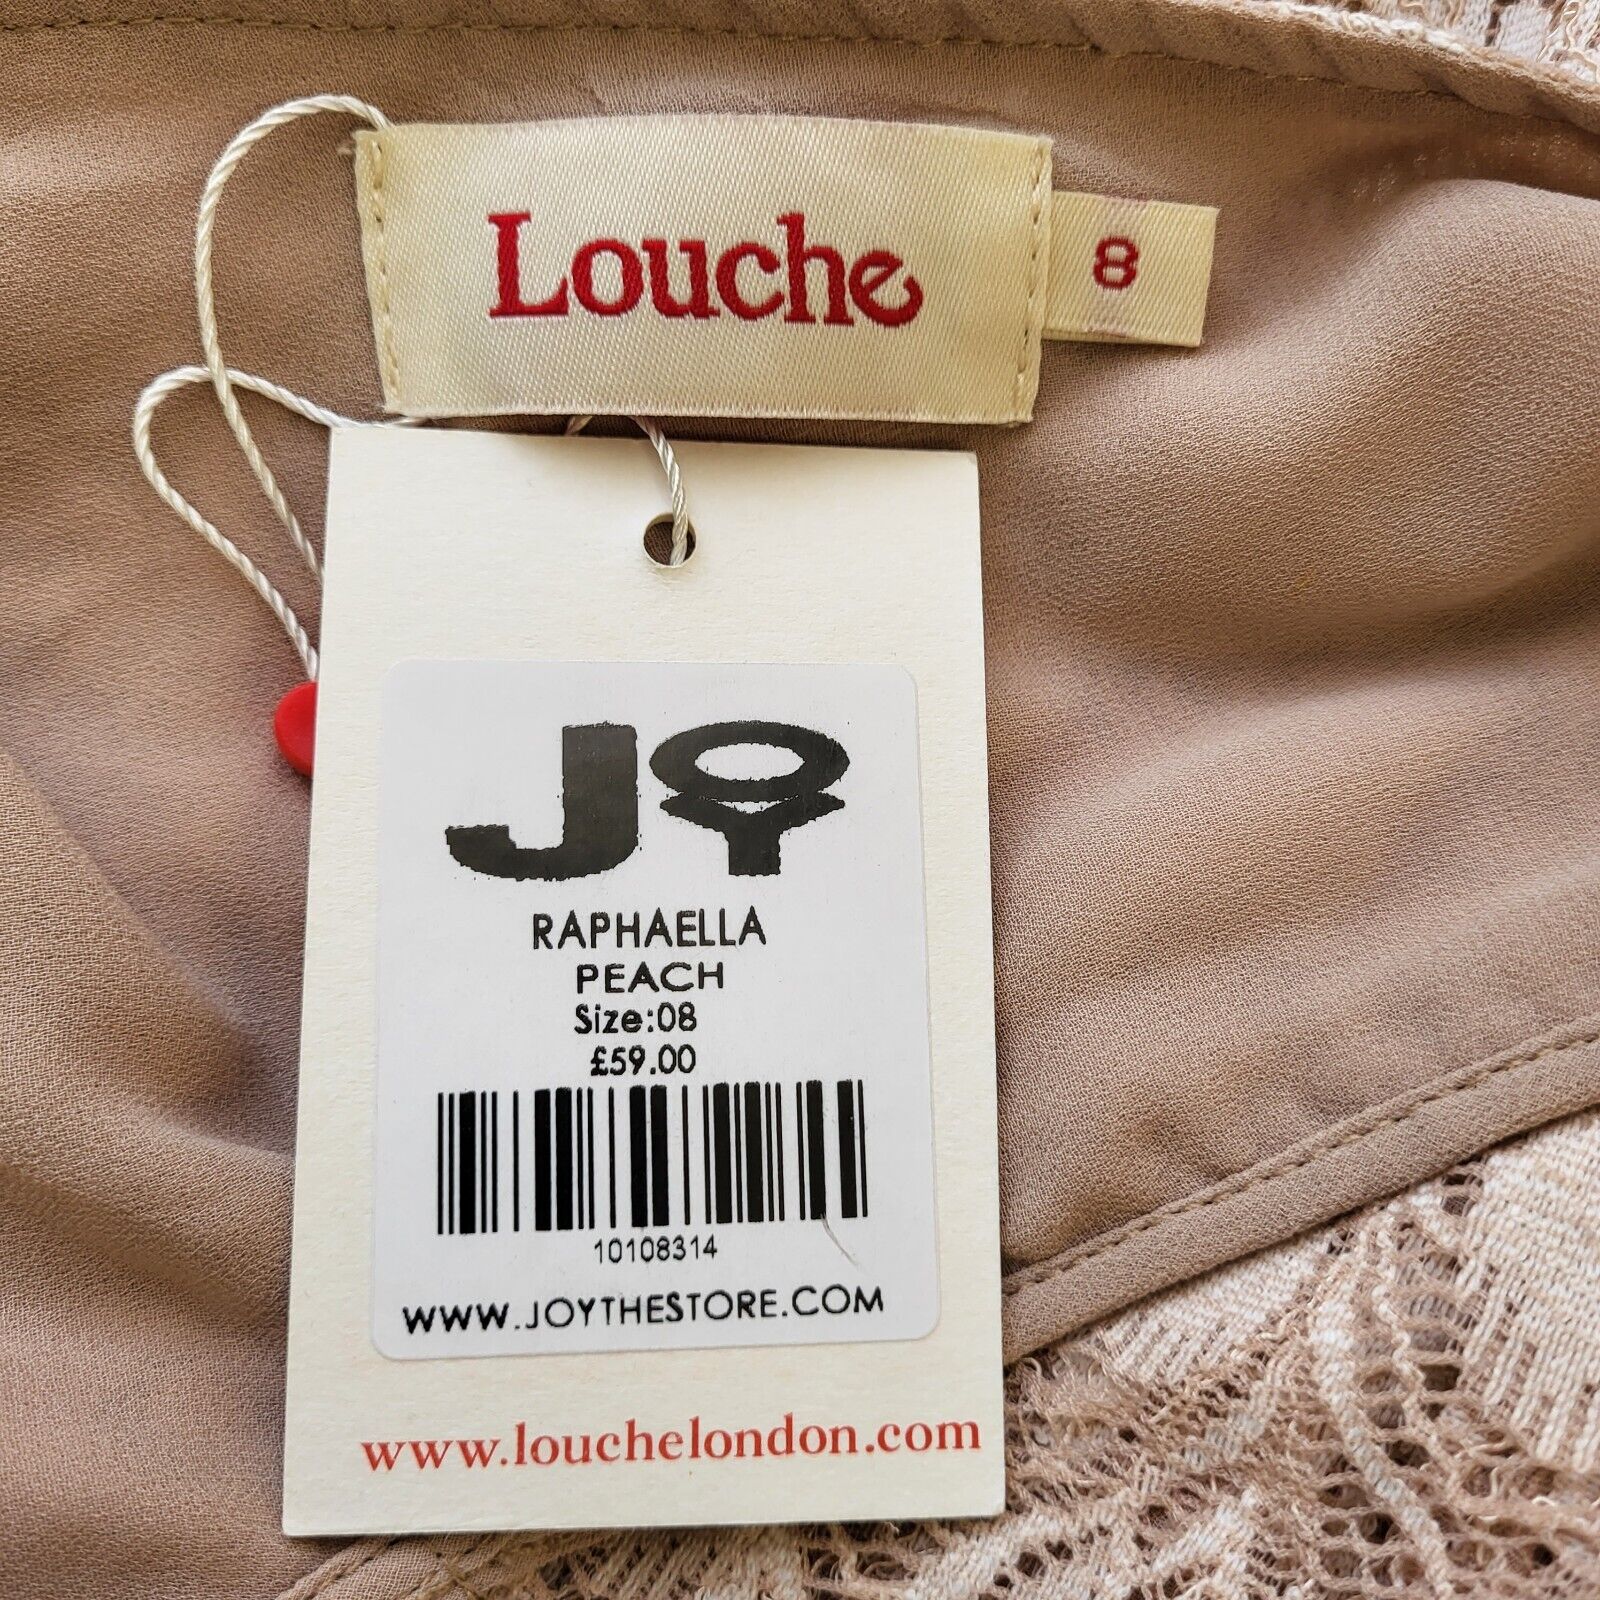 Louche
8
JOY
RAPHAELLA
PEACH
Size:08
£59.00
10108314
WWW.JOYTHESTORE.COM
www.louchelondon.com